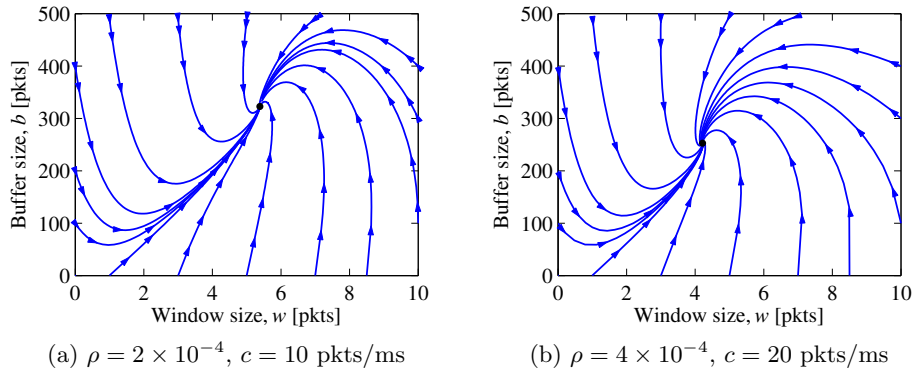 500
400
300
200
100
0
0 2 4 6 8 10
Buffer size, b [pkts]
Window size, w [pkts]
(a) ρ = 2 × 10⁻⁴, c = 10 pkts/ms
500
400
300
200
100
0
0 2 4 6 8 10
Buffer size, b [pkts]
Window size, w [pkts]
(b) ρ = 4 × 10⁻⁴, c = 20 pkts/ms